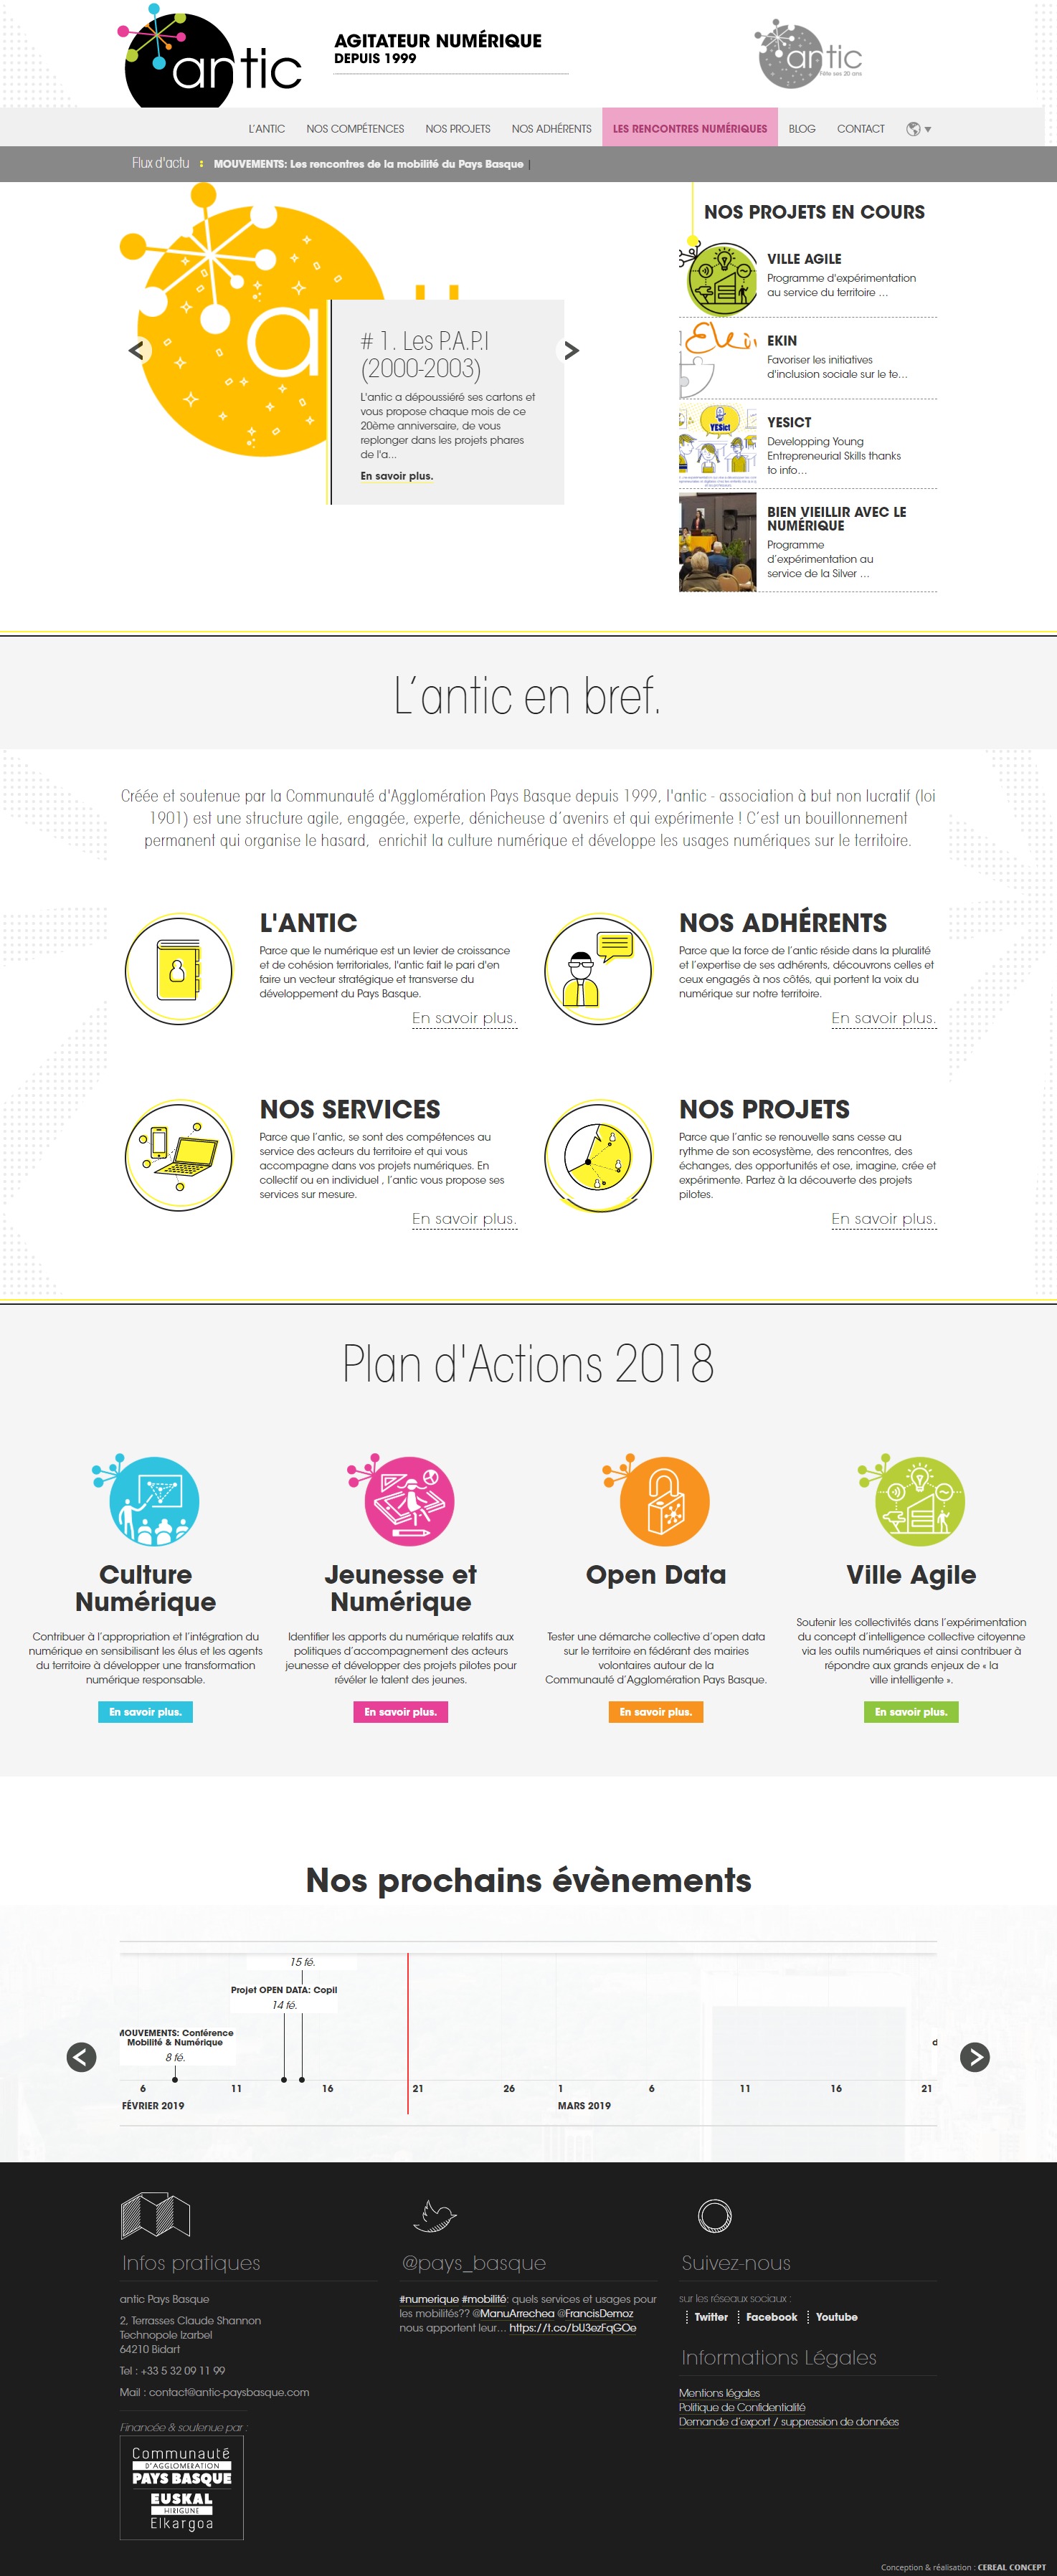 antic
AGITATEUR NUMÉRIQUE
DEPUIS 1999
antic
Fête ses 20 ans
L'ANTIC
NOS COMPÉTENCES
NOS PROJETS
NOS ADHÉRENTS
LES RENCONTRES NUMÉRIQUES
BLOG
CONTACT
Flux d'actu : MOUVEMENTS: Les rencontres de la mobilité du Pays Basque |
# 1. Les P.A.P.I
(2000-2003)
L'antic a dépoussiéré ses cartons et
vous propose chaque mois de ce
20ème anniversaire, de vous
replonger dans les projets phares
de l'a...
En savoir plus.
NOS PROJETS EN COURS
VILLE AGILE
Programme d'expérimentation
au service du territoire ...
EKIN
Favoriser les initiatives
d'inclusion sociale sur le te...
YESICT
Developping Young
Entrepreneurial Skills thanks
to info...
BIEN VIEILLIR AVEC LE
NUMÉRIQUE
Programme
d'expérimentation au
service de la Silver ...
L'antic en bref.
Créée et soutenue par la Communauté d'Agglomération Pays Basque depuis 1999, l'antic - association à but non lucratif (loi
1901) est une structure agile, engagée, experte, dénicheuse d'avenirs et qui expérimente ! C'est un bouillonnement
permanent qui organise le hasard, enrichit la culture numérique et développe les usages numériques sur le territoire.
L'ANTIC
Parce que le numérique est un levier de croissance
et de cohésion territoriales, l'antic fait le pari d'en
faire un vecteur stratégique et transverse du
développement du Pays Basque.
En savoir plus.
NOS ADHÉRENTS
Parce que la force de l'antic réside dans la pluralité
et l'expertise de ses adhérents, découvrons celles et
ceux engagés à nos côtés, qui portent la voix du
numérique sur notre territoire.
En savoir plus.
NOS SERVICES
Parce que l'antic, se sont des compétences au
service des acteurs du territoire et qui vous
accompagne dans vos projets numériques. En
collectif ou en individuel , l'antic vous propose ses
services sur mesure.
En savoir plus.
NOS PROJETS
Parce que l'antic se renouvelle sans cesse au
rythme de son ecosystème, des rencontres, des
échanges, des opportunités et ose, imagine, crée et
expérimente. Partez à la découverte des projets
pilotes.
En savoir plus.
Plan d'Actions 2018
Culture
Numérique
Contribuer à l'appropriation et l'intégration du
numérique en sensibilisant les élus et les agents
du territoire à développer une transformation
numérique responsable.
En savoir plus.
Jeunesse et
Numérique
Identifier les apports du numérique relatifs aux
politiques d'accompagnement des acteurs
jeunesse et développer des projets pilotes pour
révéler le talent des jeunes.
En savoir plus.
Open Data
Tester une démarche collective d'open data
sur le territoire en fédérant des mairies
volontaires autour de la
Communauté d'Agglomération Pays Basque.
En savoir plus.
Ville Agile
Soutenir les collectivités dans l'expérimentation
du concept d'intelligence collective citoyenne
via les outils numériques et ainsi contribuer à
répondre aux grands enjeux de « la
ville intelligente ».
En savoir plus.
Nos prochains évènements
15 fé.
Projet OPEN DATA: Copil
14 fé.
MOUVEMENTS: Conférence
Mobilité & Numérique
8 fé.
d
6 11 16 21 26 1 6 11 16 21
FÉVRIER 2019 MARS 2019
Infos pratiques
antic Pays Basque
2, Terrasses Claude Shannon
Technopole Izarbel
64210 Bidart
Tel : +33 5 32 09 11 99
Mail : contact@antic-paysbasque.com
Financée & soutenue par :
Communauté
D'AGGLOMERATION
PAYS BASQUE
EUSKAL
HIRIGUNE
Elkargoa
@pays_basque
#numerique #mobilité: quels services et usages pour
les mobilités?? @ManuArrechea @FrancisDemoz
nous apportent leur... https://t.co/bU3ezFqGOe
Suivez-nous
sur les réseaux sociaux :
Twitter
Facebook
Youtube
Informations Légales
Mentions légales
Politique de Confidentialité
Demande d'export / suppression de données
Conception & réalisation : CEREAL CONCEPT